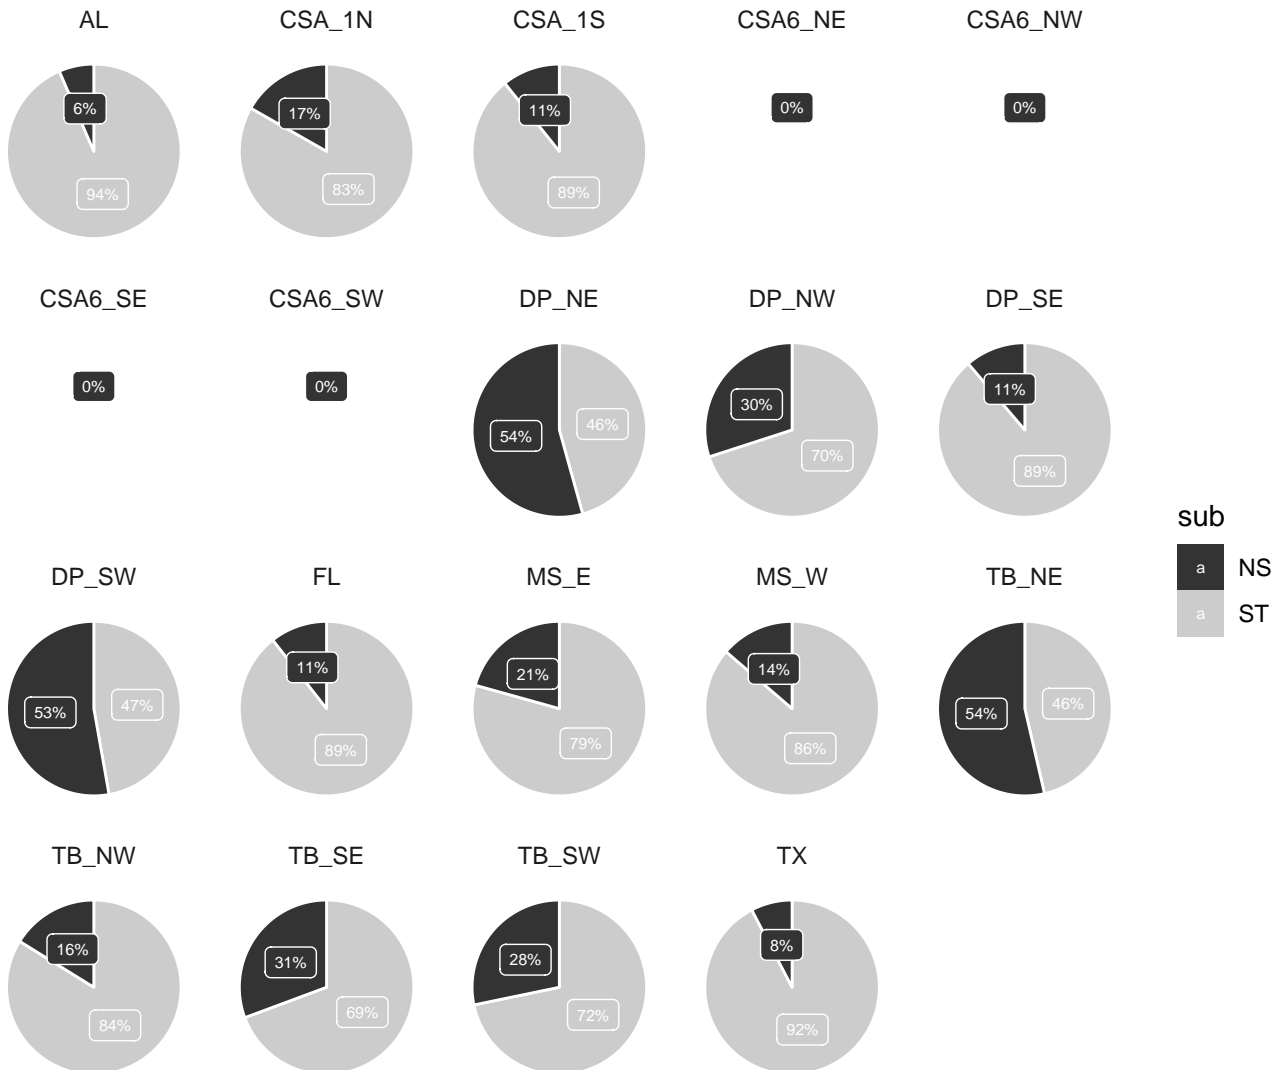 AL CSA_1N CSA_1S CSA6_NE CSA6_NW
6% 17% 11% 0% 0%
94% 83% 89%
CSA6_SE CSA6_SW DP_NE DP_NW DP_SE
0% 0% 54% 46% 30% 70% 11% 89%
sub
a NS
a ST
DP_SW FL MS_E MS_W TB_NE
53% 47% 11% 89% 21% 79% 14% 86% 54% 46%
TB_NW TB_SE TB_SW TX
16% 31% 28% 8%
84% 69% 72% 92%